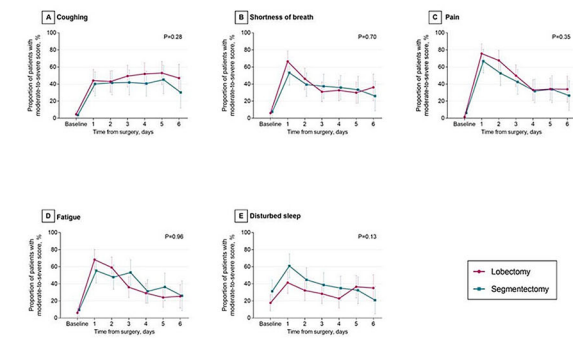 A Coughing
P=0.28
Proportion of patients with
moderate-to-severe score, %
100
80
60
40
20
0
Baseline 1 2 3 4 5 6
Time from surgery, days
B Shortness of breath
P=0.70
Proportion of patients with
moderate-to-severe score, %
100
80
60
40
20
0
Baseline 1 2 3 4 5 6
Time from surgery, days
C Pain
P=0.35
Proportion of patients with
moderate-to-severe score, %
100
80
60
40
20
0
Baseline 1 2 3 4 5 6
Time from surgery, days
D Fatigue
P=0.96
Proportion of patients with
moderate-to-severe score, %
100
80
60
40
20
0
Baseline 1 2 3 4 5 6
Time from surgery, days
E Disturbed sleep
P=0.13
Proportion of patients with
moderate-to-severe score, %
100
80
60
40
20
0
Baseline 1 2 3 4 5 6
Time from surgery, days
Lobectomy
Segmentectomy